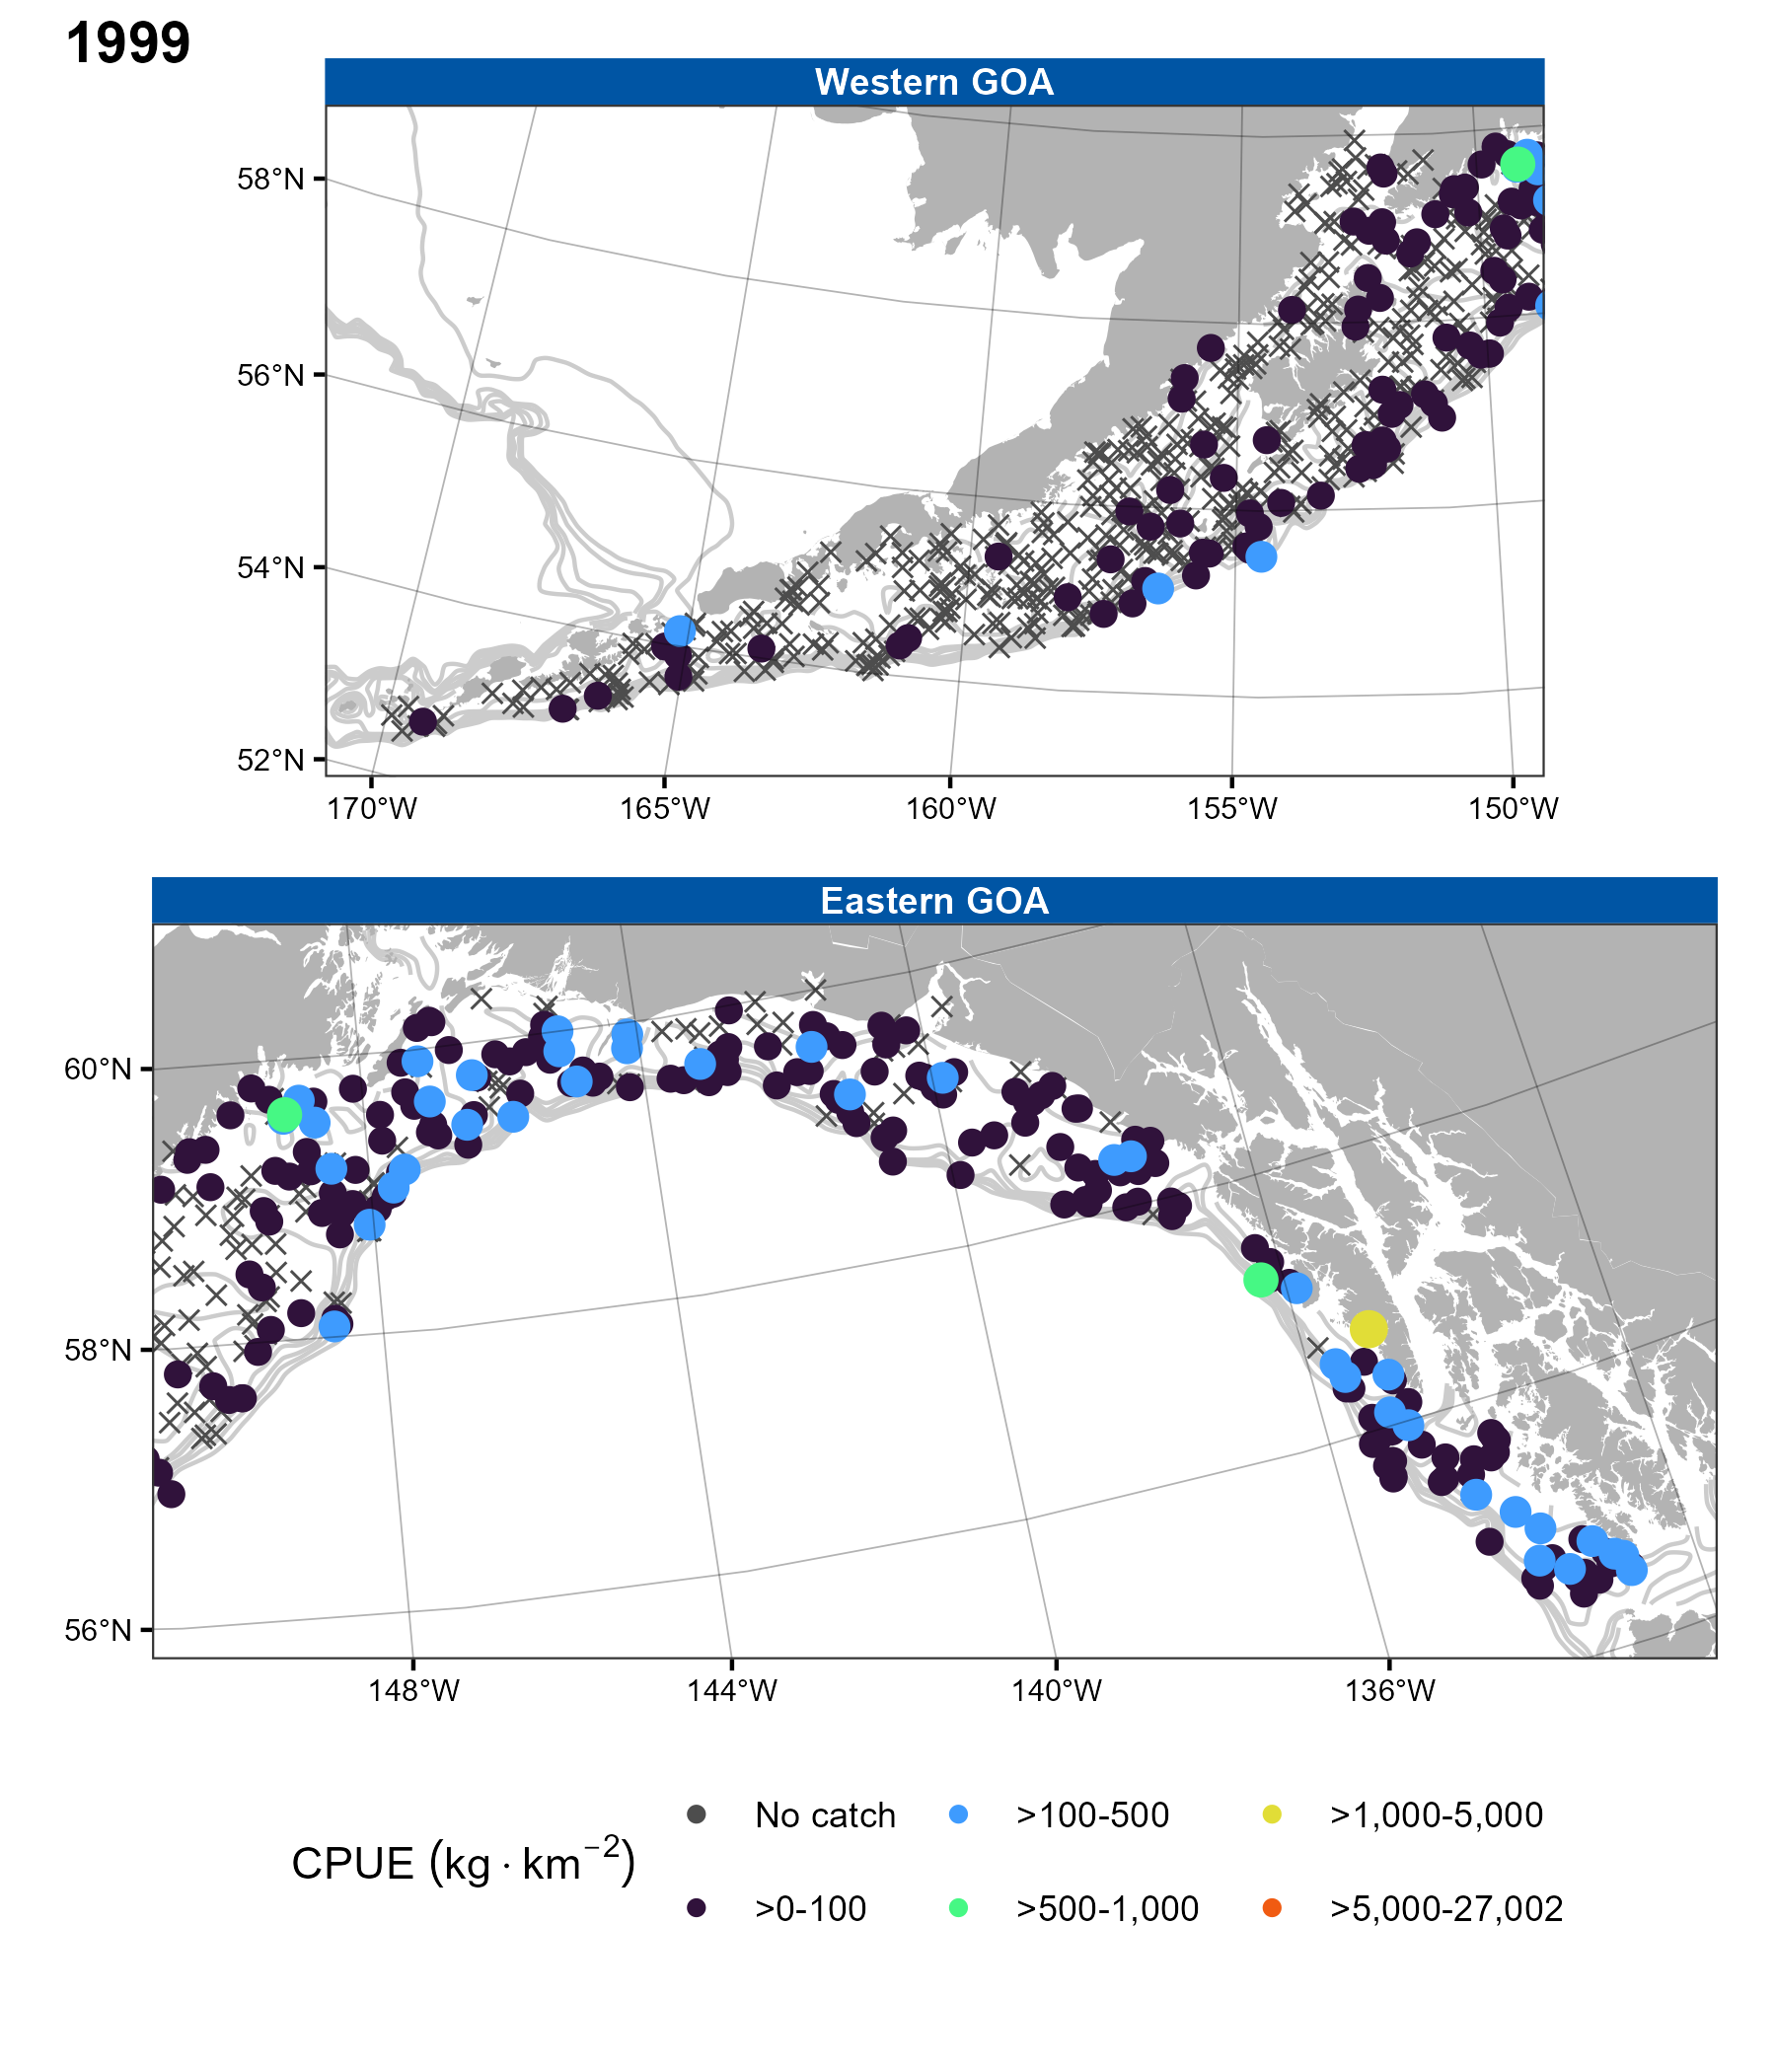 1999
Western GOA
58°N
56°N
54°N
52°N
170°W 165°W 160°W 155°W 150°W
Eastern GOA
60°N
58°N
56°N
148°W 144°W 140°W 136°W
CPUE (kg · km⁻²)
No catch >100-500 >1,000-5,000
>0-100 >500-1,000 >5,000-27,002